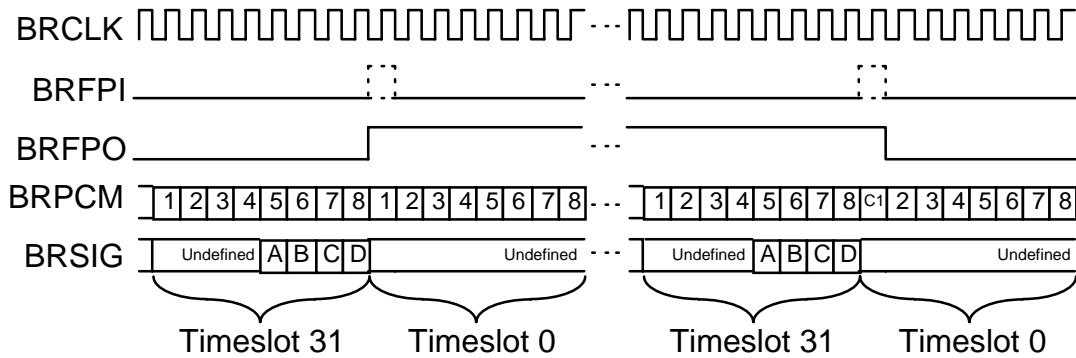 BRCLK
BRFPI
BRFPO
BRPCM 1 2 3 4 5 6 7 8 1 2 3 4 5 6 7 8 1 2 3 4 5 6 7 8 C1 2 3 4 5 6 7 8
BRSIG Undefined A B C D Undefined Undefined A B C D Undefined
Timeslot 31 Timeslot 0 Timeslot 31 Timeslot 0